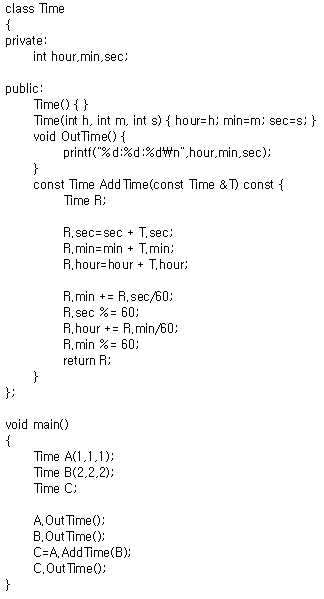 class Time
{
private:
int hour,min,sec;
public:
Time() { }
Time(int h, int m, int s) { hour=h; min=m; sec=s; }
void OutTime() {
printf("%d:%d:%d₩n",hour,min,sec);
}
const Time AddTime(const Time &T) const {
Time R;
R.sec=sec + T.sec;
R.min=min + T.min;
R.hour=hour + T.hour;
R.min += R.sec/60;
R.sec %= 60;
R.hour += R.min/60;
R.min %= 60;
return R;
}
};
void main()
{
Time A(1,1,1);
Time B(2,2,2);
Time C;
A.OutTime();
B.OutTime();
C=A.AddTime(B);
C.OutTime();
}